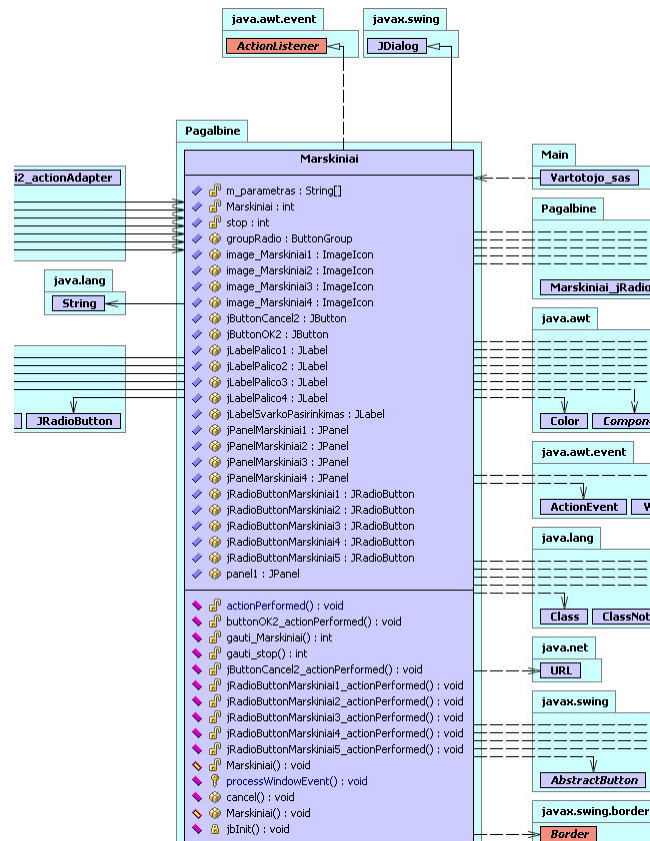 java.awt.event
ActionListener
javax.swing
JDialog
Pagalbine
Marskiniai
m_parametras : String[]
Marskiniai : int
stop : int
groupRadio : ButtonGroup
image_Marskiniai1 : ImageIcon
image_Marskiniai2 : ImageIcon
image_Marskiniai3 : ImageIcon
image_Marskiniai4 : ImageIcon
jButtonCancel2 : JButton
jButtonOK2 : JButton
jLabelPalico1 : JLabel
jLabelPalico2 : JLabel
jLabelPalico3 : JLabel
jLabelPalico4 : JLabel
jLabelSvarkoPasirinkimas : JLabel
jPanelMarskiniai1 : JPanel
jPanelMarskiniai2 : JPanel
jPanelMarskiniai3 : JPanel
jPanelMarskiniai4 : JPanel
jRadioButtonMarskiniai1 : JRadioButton
jRadioButtonMarskiniai2 : JRadioButton
jRadioButtonMarskiniai3 : JRadioButton
jRadioButtonMarskiniai4 : JRadioButton
jRadioButtonMarskiniai5 : JRadioButton
panel1 : JPanel
actionPerformed() : void
buttonOK2_actionPerformed() : void
gauti_Marskiniai() : int
gauti_stop() : int
jButtonCancel2_actionPerformed() : void
jRadioButtonMarskiniai1_actionPerformed() : void
jRadioButtonMarskiniai2_actionPerformed() : void
jRadioButtonMarskiniai3_actionPerformed() : void
jRadioButtonMarskiniai4_actionPerformed() : void
jRadioButtonMarskiniai5_actionPerformed() : void
Marskiniai() : void
processWindowEvent() : void
cancel() : void
Marskiniai() : void
jbInit() : void
i2_actionAdapter
java.lang
String
JRadioButton
Main
Vartotojo_sas
Pagalbine
Marskiniai_jRadio
java.awt
Color
Compon
java.awt.event
ActionEvent
W
java.lang
Class
ClassNot
java.net
URL
javax.swing
AbstractButton
javax.swing.border
Border